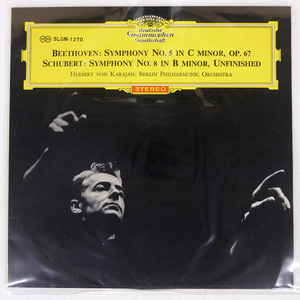 Deutsche
Grammophon
Gesellschaft
SLGM-1270
BEETHOVEN: SYMPHONY NO. 5 IN C MINOR, OP. 67
SCHUBERT: SYMPHONY NO. 8 IN B MINOR, UNFINISHED
HERBERT VON KARAJAN: BERLIN PHILHARMONIC ORCHESTRA
STEREO